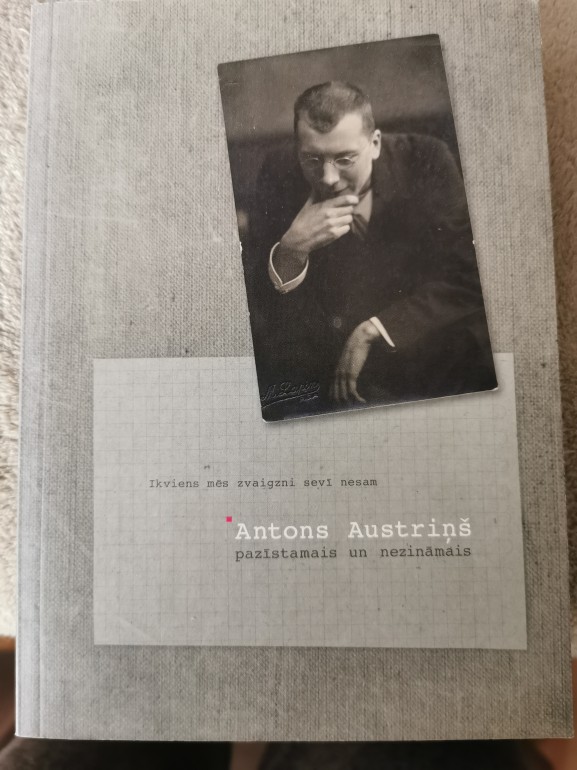 Ikviens mēs zvaigzni sevī nesam
Antons Austriņš
pazīstamais un nezināmais